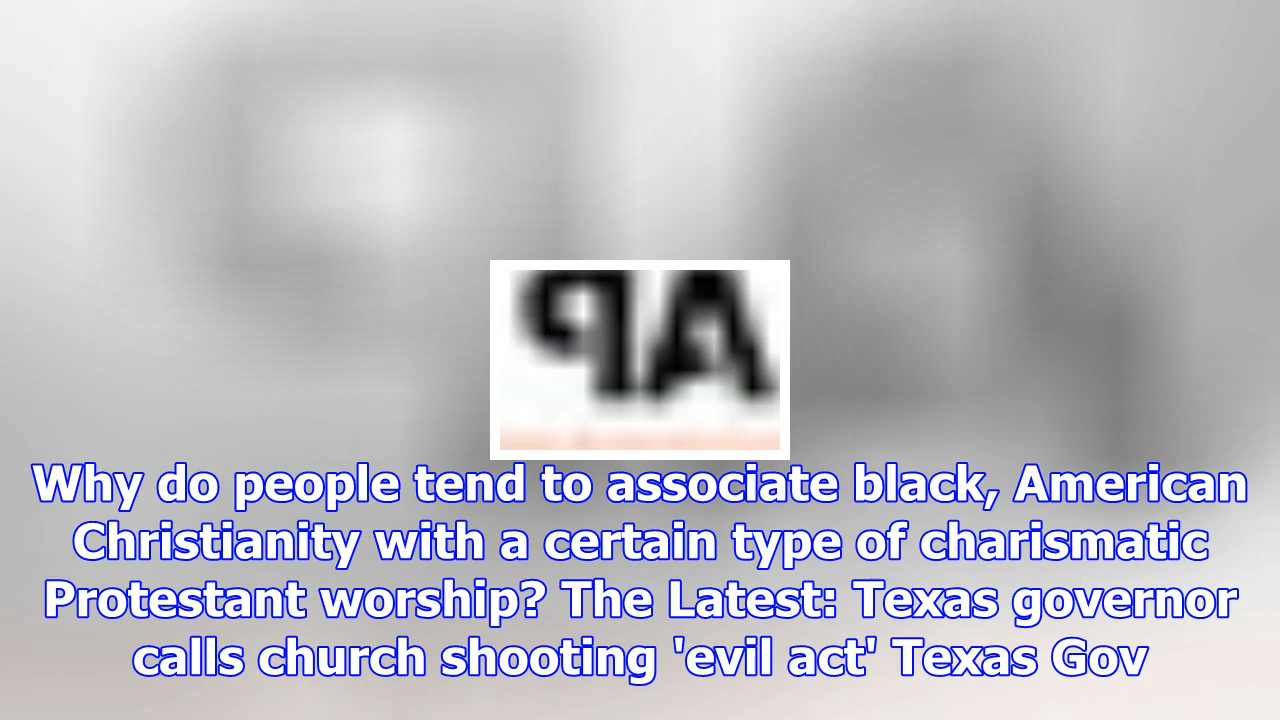 AP
Why do people tend to associate black, American
Christianity with a certain type of charismatic
Protestant worship? The Latest: Texas governor
calls church shooting 'evil act' Texas Gov